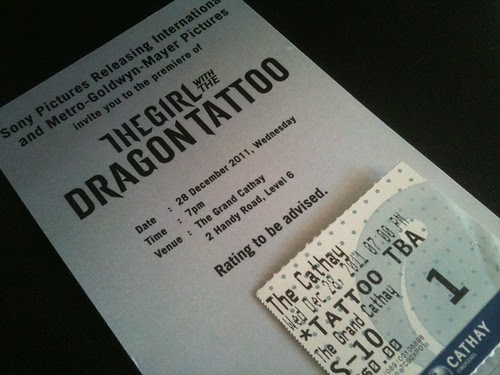 Sony Pictures Releasing International
and Metro-Goldwyn-Mayer Pictures
invite you to the premiere of
THE GIRL WITH THE
DRAGON TATTOO
Date : 28 December 2011, Wednesday
Time : 7pm
Venue : The Grand Cathay
2 Handy Road, Level 6
Rating to be advised.
The Cathay
Wed Dec 28, 2011 07:00 PM
*TATTOO TBA
The Grand Cathay
S-10
1
CATHAY